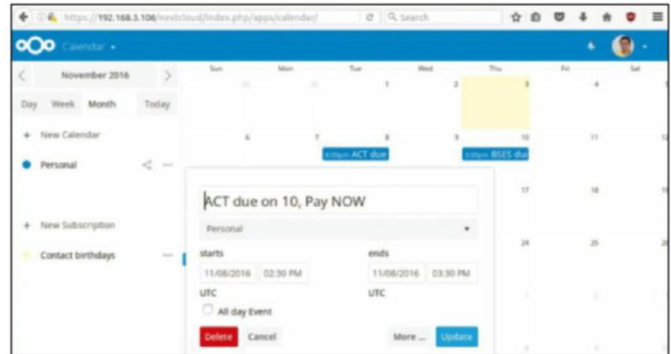 https://192.168.3.106/nextcloud/index.php/apps/calendar/
Search
Calendar
November 2016
Day Week Month Today
+ New Calendar
Personal
+ New Subscription
Contact birthdays
Sun Mon Tue Wed Thu Fri Sat
1 2 3 4
6 7 8 9 10 11 12
ACT due
BSES due
17 18
24 25
ACT due on 10, Pay NOW
Personal
starts ends
11/08/2016 02:30 PM 11/08/2016 03:30 PM
UTC UTC
All day Event
Delete Cancel More ... Update